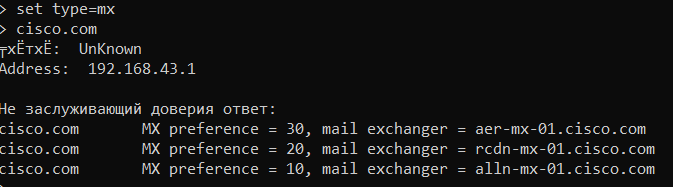 > set type=mx
> cisco.com
╤хЁтхЁ:  UnKnown
Address:  192.168.43.1

Не заслуживающий доверия ответ:
cisco.com       MX preference = 30, mail exchanger = aer-mx-01.cisco.com
cisco.com       MX preference = 20, mail exchanger = rcdn-mx-01.cisco.com
cisco.com       MX preference = 10, mail exchanger = alln-mx-01.cisco.com